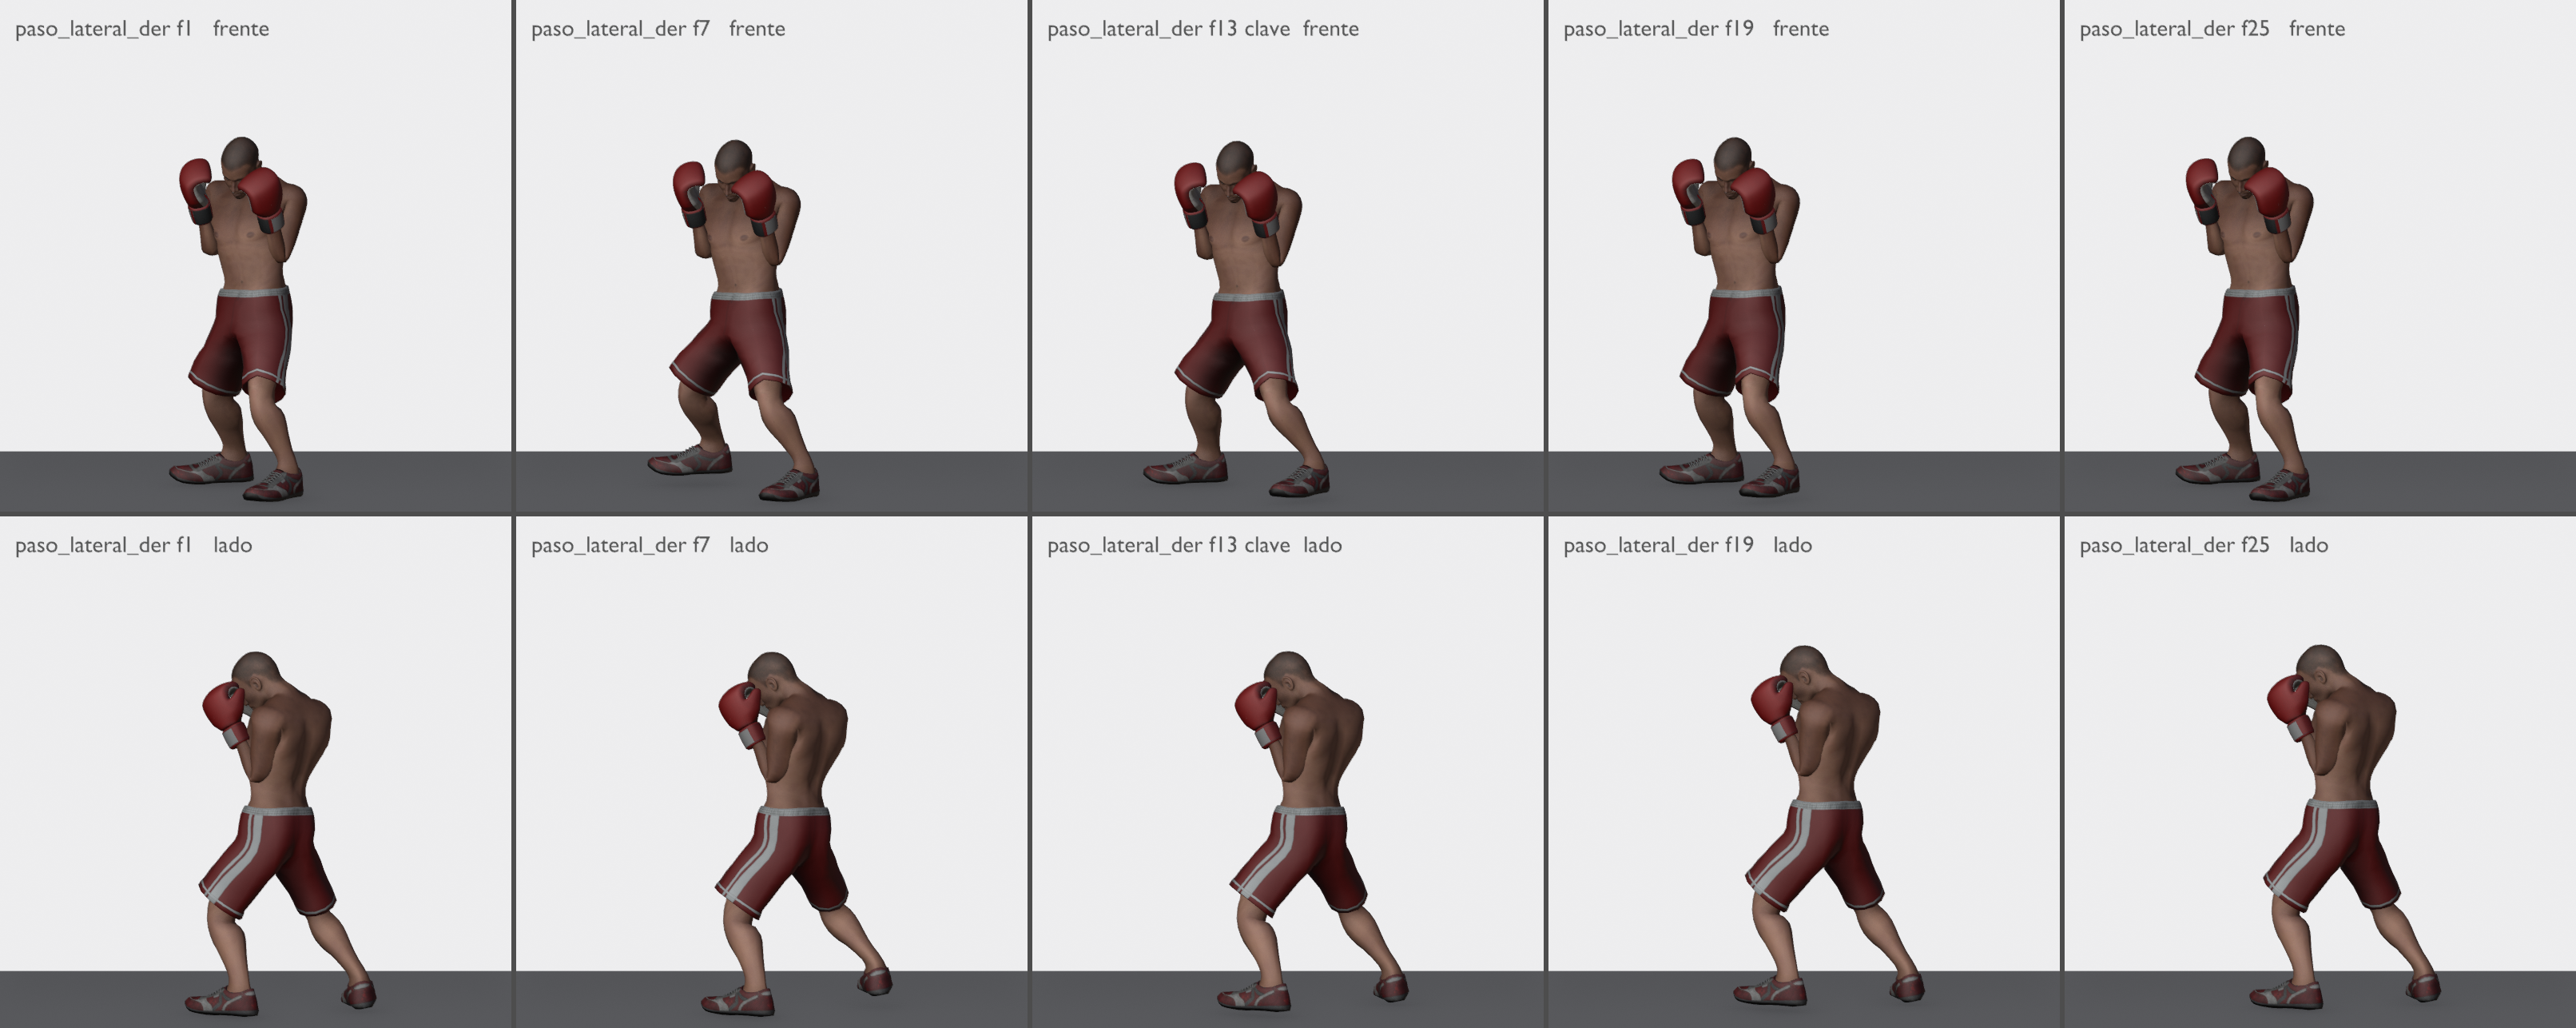 paso_lateral_der f1 frente
paso_lateral_der f7 frente
paso_lateral_der f13 clave frente
paso_lateral_der f19 frente
paso_lateral_der f25 frente
paso_lateral_der f1 lado
paso_lateral_der f7 lado
paso_lateral_der f13 clave lado
paso_lateral_der f19 lado
paso_lateral_der f25 lado